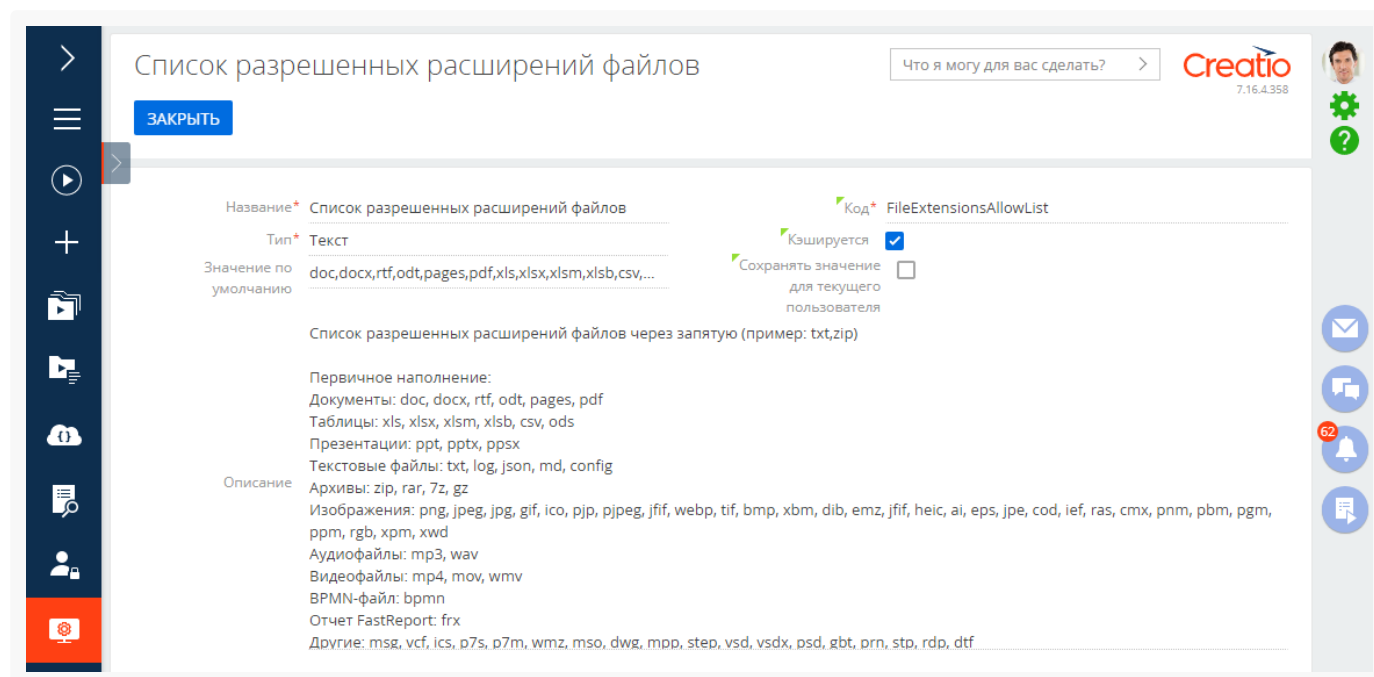 Список разрешенных расширений файлов
Что я могу для вас сделать?
Creatio
7.16.4.358
ЗАКРЫТЬ
Название* Список разрешенных расширений файлов
Код* FileExtensionsAllowList
Тип* Текст
Кэшируется
Значение по
умолчанию
doc,docx,rtf,odt,pages,pdf,xls,xlsx,xlsm,xlsb,csv,...
Сохранять значение
для текущего
пользователя
Список разрешенных расширений файлов через запятую (пример: txt,zip)
Первичное наполнение:
Документы: doc, docx, rtf, odt, pages, pdf
Таблицы: xls, xlsx, xlsm, xlsb, csv, ods
Презентации: ppt, pptx, ppsx
Текстовые файлы: txt, log, json, md, config
Описание
Архивы: zip, rar, 7z, gz
Изображения: png, jpeg, jpg, gif, ico, pjp, pjpeg, jfif, webp, tif, bmp, xbm, dib, emz, jfif, heic, ai, eps, jpe, cod, ief, ras, cmx, pnm, pbm, pgm,
ppm, rgb, xpm, xwd
Аудиофайлы: mp3, wav
Видеофайлы: mp4, mov, wmv
BPMN-файл: bpmn
Отчет FastReport: frx
Другие: msg, vcf, ics, p7s, p7m, wmz, mso, dwg, mpp, step, vsd, vsdx, psd, gbt, prn, stp, rdp, dtf
62